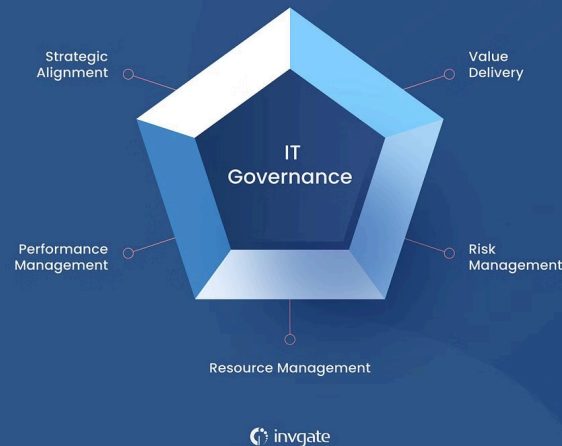 Strategic
Alignment
Value
Delivery
IT
Governance
Performance
Management
Risk
Management
Resource Management
invgate